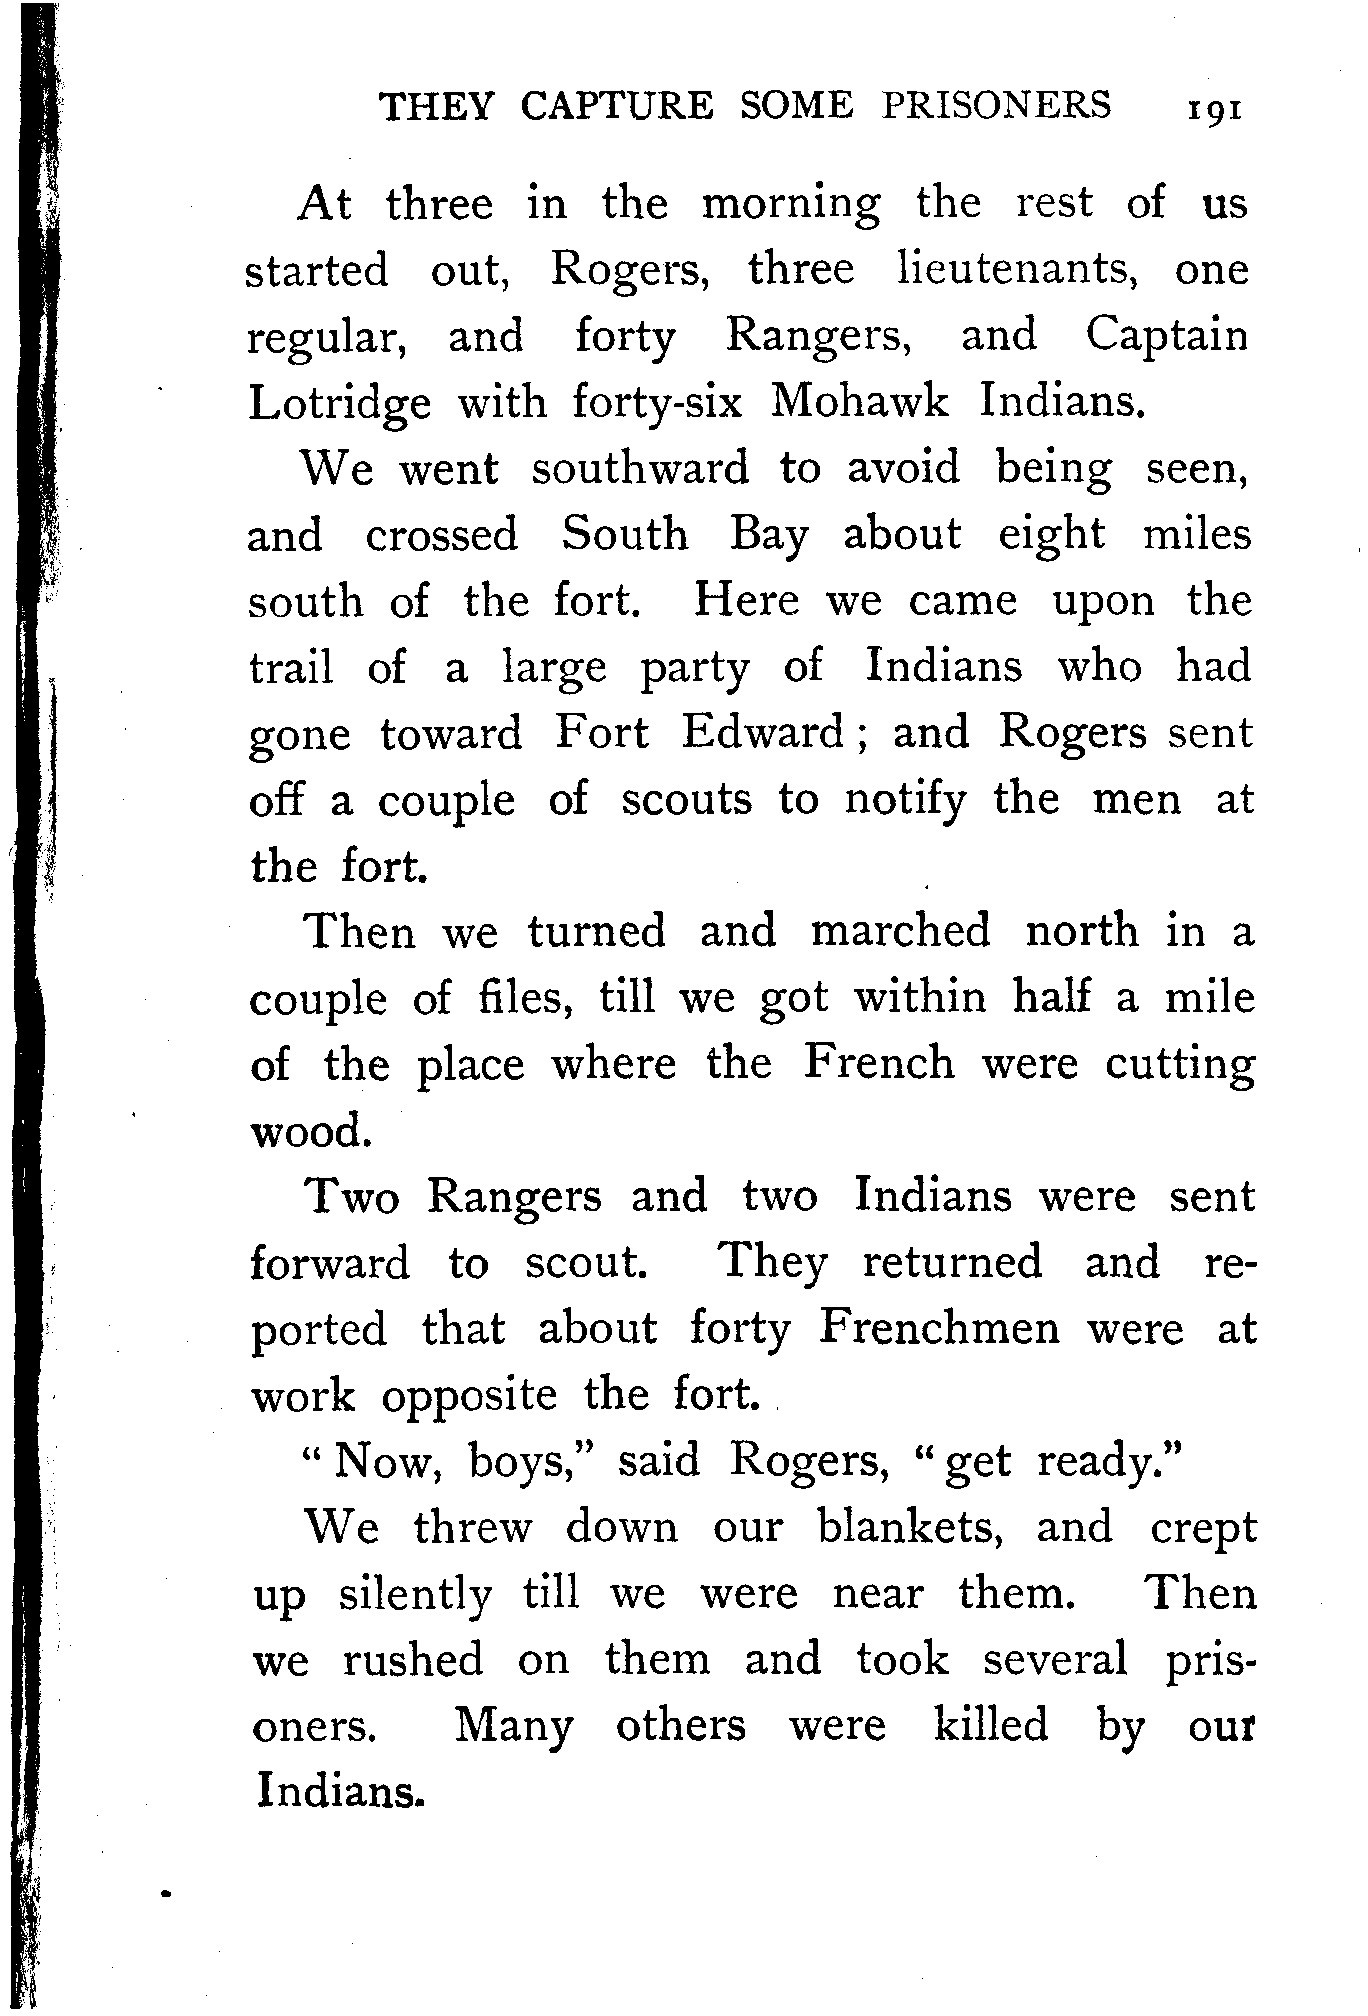 THEY CAPTURE SOME PRISONERS 191
At three in the morning the rest of us
started out, Rogers, three lieutenants, one
regular, and forty Rangers, and Captain
Lotridge with forty-six Mohawk Indians.
We went southward to avoid being seen,
and crossed South Bay about eight miles
south of the fort. Here we came upon the
trail of a large party of Indians who had
gone toward Fort Edward; and Rogers sent
off a couple of scouts to notify the men at
the fort.
Then we turned and marched north in a
couple of files, till we got within half a mile
of the place where the French were cutting
wood.
Two Rangers and two Indians were sent
forward to scout. They returned and re-
ported that about forty Frenchmen were at
work opposite the fort.
“Now, boys,” said Rogers, “get ready.”
We threw down our blankets, and crept
up silently till we were near them. Then
we rushed on them and took several pris-
oners. Many others were killed by our
Indians.